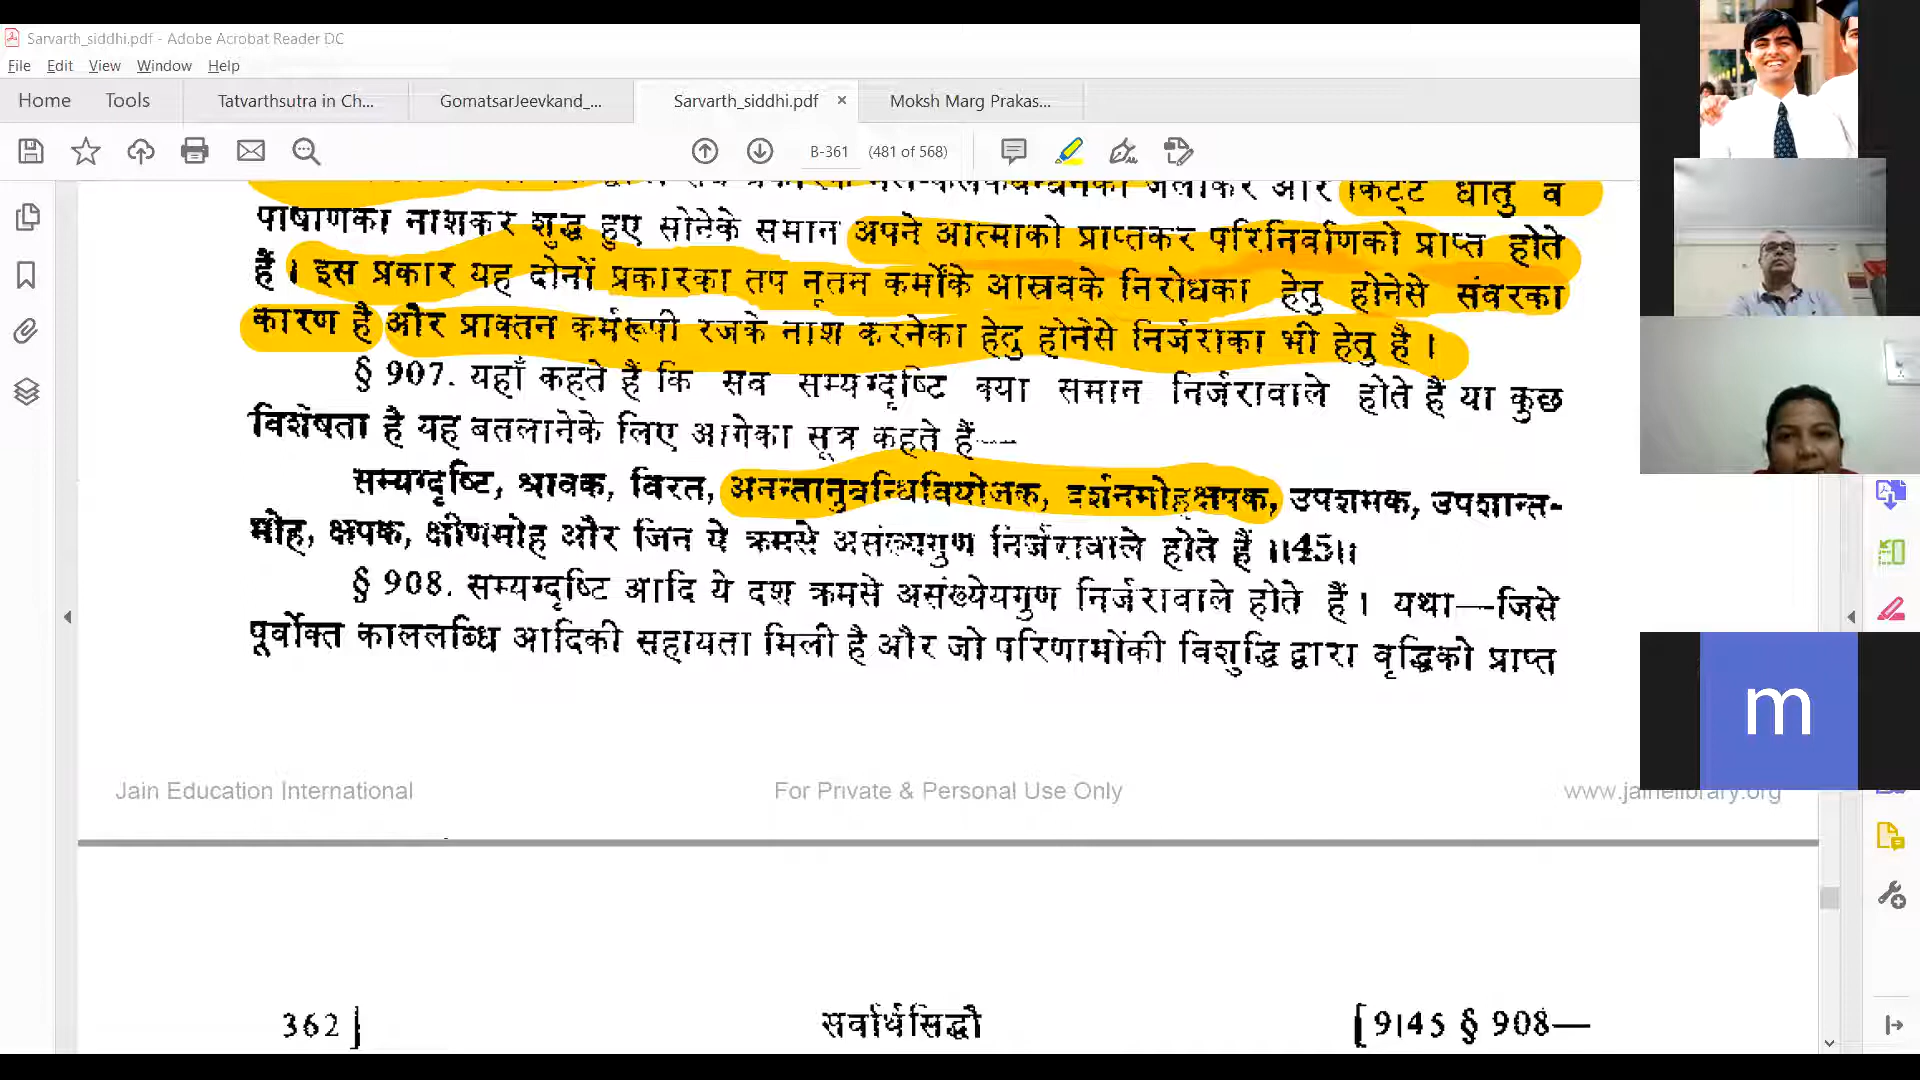 Sarvarth_siddhi.pdf - Adobe Acrobat Reader DC
File Edit View Window Help
Home Tools Tatvarthsutra in Ch... GomatsarJeevkand_... Sarvarth_siddhi.pdf × Moksh Marg Prakas...
B-361 (481 of 568)
जलाकर और किट्ट धातु व
पाषाणका नाशकर शुद्ध हुए सोनेके समान अपने आत्माको प्राप्तकर परिनिर्वाणको प्राप्त होते
हैं । इस प्रकार यह दोनों प्रकारका तप नूतन कर्मोंके आस्रवके निरोधका हेतु होनेसे संवरका
कारण है और प्राक्तन कर्मरूपी रजके नाश करनेका हेतु होनेसे निर्जराका भी हेतु है ।
§ 907. यहाँ कहते हैं कि सब सम्यग्दृष्टि क्या समान निर्जरावाले होते हैं या कुछ
विशेषता है यह बतलानेके लिए आगेका सूत्र कहते हैं—
सम्यग्दृष्टि, श्रावक, विरत, अनन्तानुबन्धिवियोजक, दर्शनमोहक्षपक, उपशमक, उपशान्त-
मोह, क्षपक, क्षीणमोह और जिन ये क्रमसे असंख्यगुण निर्जरावाले होते हैं ॥45॥
§ 908. सम्यग्दृष्टि आदि ये दश क्रमसे असंख्येयगुण निर्जरावाले होते हैं । यथा—जिसे
पूर्वोक्त काललब्धि आदिकी सहायता मिली है और जो परिणामोंकी विशुद्धि द्वारा वृद्धिको प्राप्त
m
Jain Education International For Private & Personal Use Only www.jainelibrary.org
362] सर्वार्थसिद्धौ [9।45 § 908—